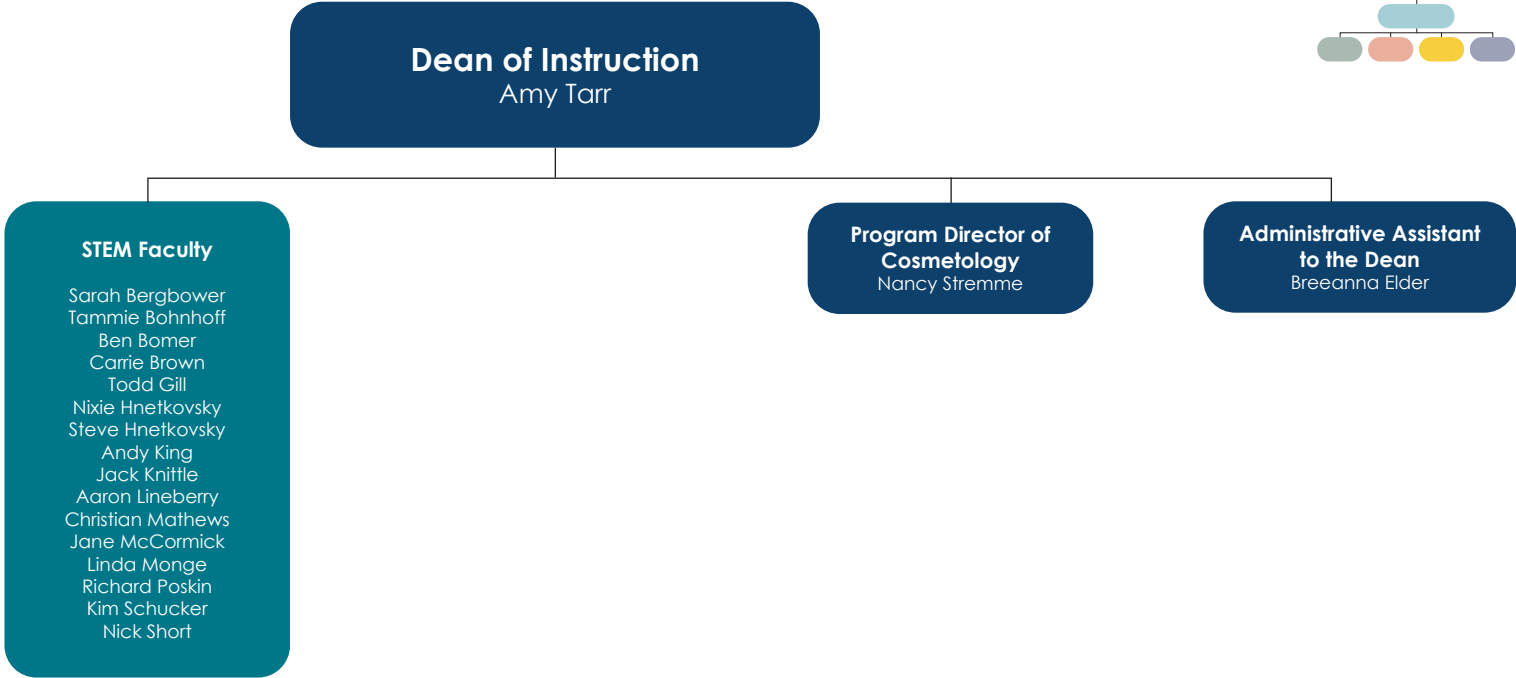 Dean of Instruction
Amy Tarr
STEM Faculty
Sarah Bergbower
Tammie Bohnhoff
Ben Bomer
Carrie Brown
Todd Gill
Nixie Hnetkovsky
Steve Hnetkovsky
Andy King
Jack Knittle
Aaron Lineberry
Christian Mathews
Jane McCormick
Linda Monge
Richard Poskin
Kim Schucker
Nick Short
Program Director of
Cosmetology
Nancy Stremme
Administrative Assistant
to the Dean
Breeanna Elder